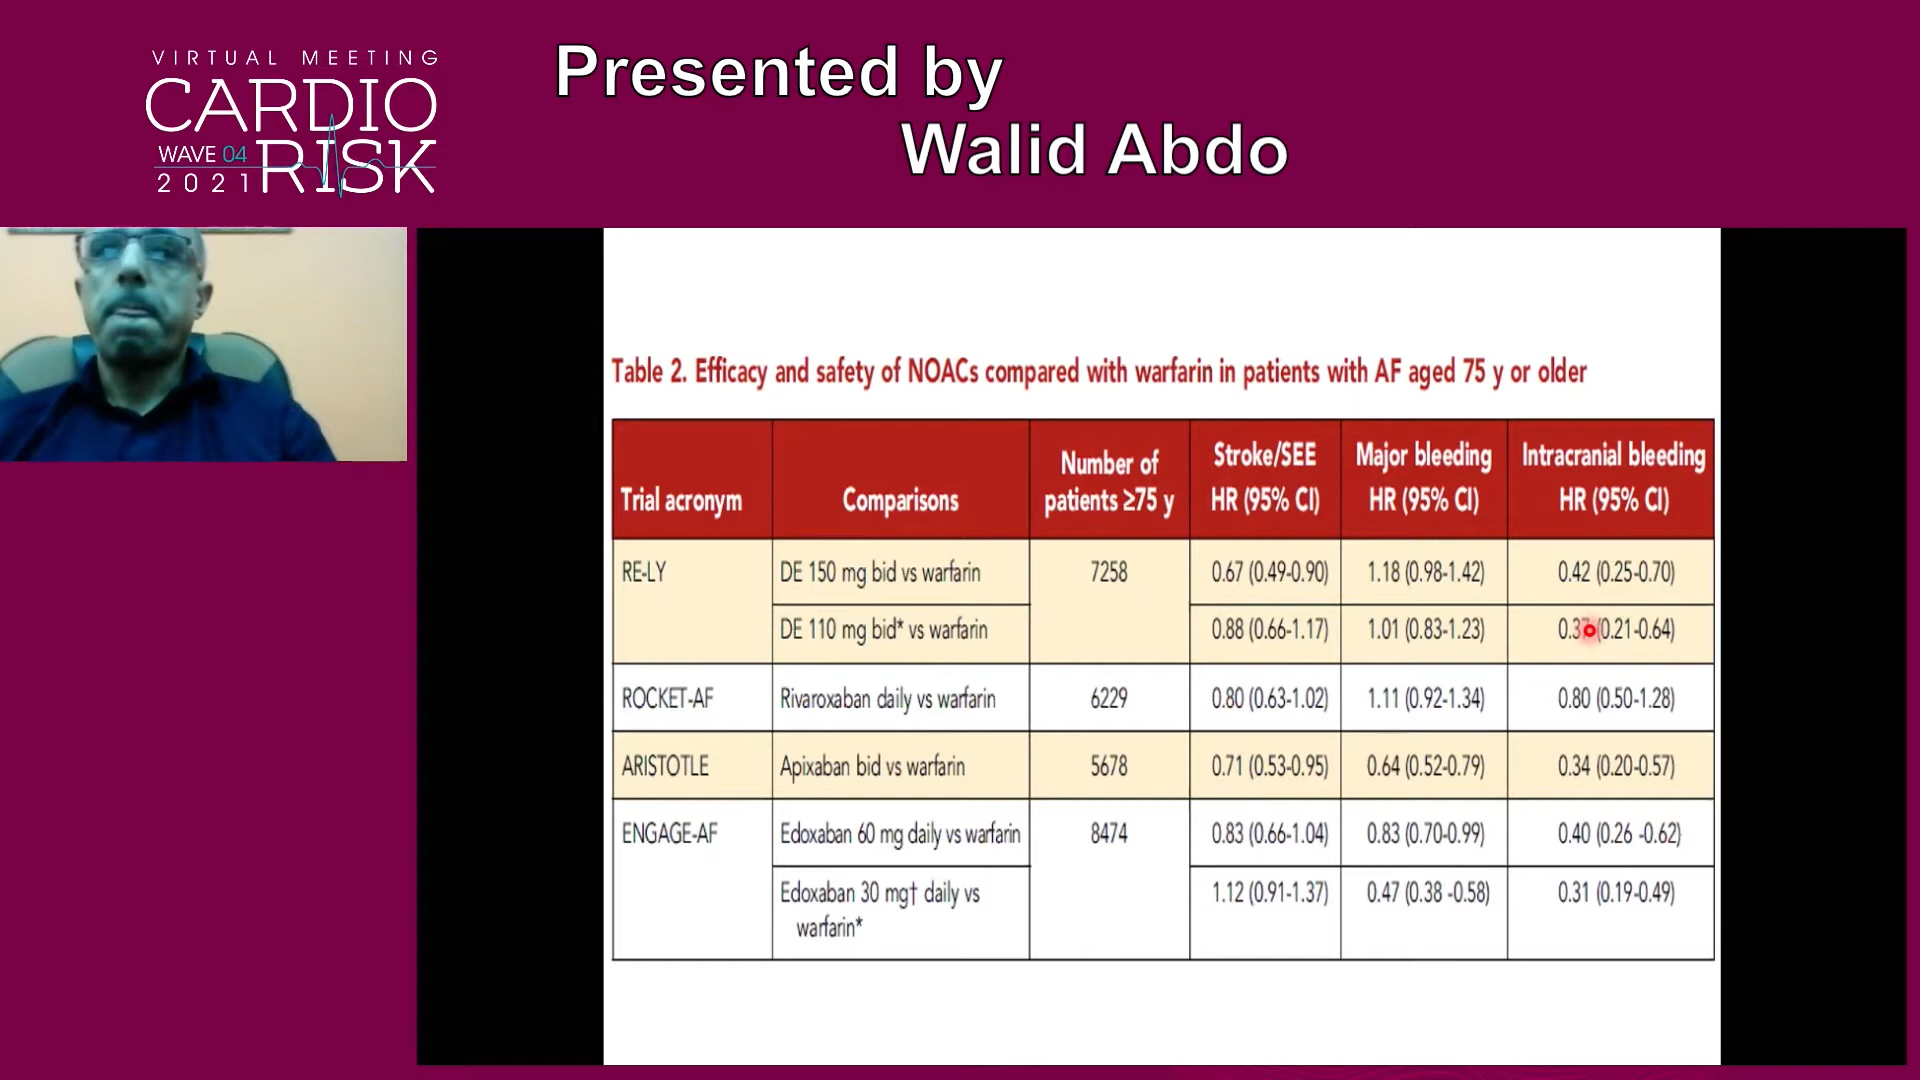 VIRTUAL MEETING
CARDIO
WAVE 04 RISK
2021
Presented by
Walid Abdo
Table 2. Efficacy and safety of NOACs compared with warfarin in patients with AF aged 75 y or older
Trial acronym Comparisons Number of patients ≥75 y Stroke/SEE HR (95% CI) Major bleeding HR (95% CI) Intracranial bleeding HR (95% CI)
RE-LY DE 150 mg bid vs warfarin 7258 0.67 (0.49-0.90) 1.18 (0.98-1.42) 0.42 (0.25-0.70)
DE 110 mg bid* vs warfarin 0.88 (0.66-1.17) 1.01 (0.83-1.23) (0.21-0.64)
ROCKET-AF Rivaroxaban daily vs warfarin 6229 0.80 (0.63-1.02) 1.11 (0.92-1.34) 0.80 (0.50-1.28)
ARISTOTLE Apixaban bid vs warfarin 5678 0.71 (0.53-0.95) 0.64 (0.52-0.79) 0.34 (0.20-0.57)
ENGAGE-AF Edoxaban 60 mg daily vs warfarin 8474 0.83 (0.66-1.04) 0.83 (0.70-0.99) 0.40 (0.26 -0.62)
Edoxaban 30 mg† daily vs warfarin* 1.12 (0.91-1.37) 0.47 (0.38 -0.58) 0.31 (0.19-0.49)